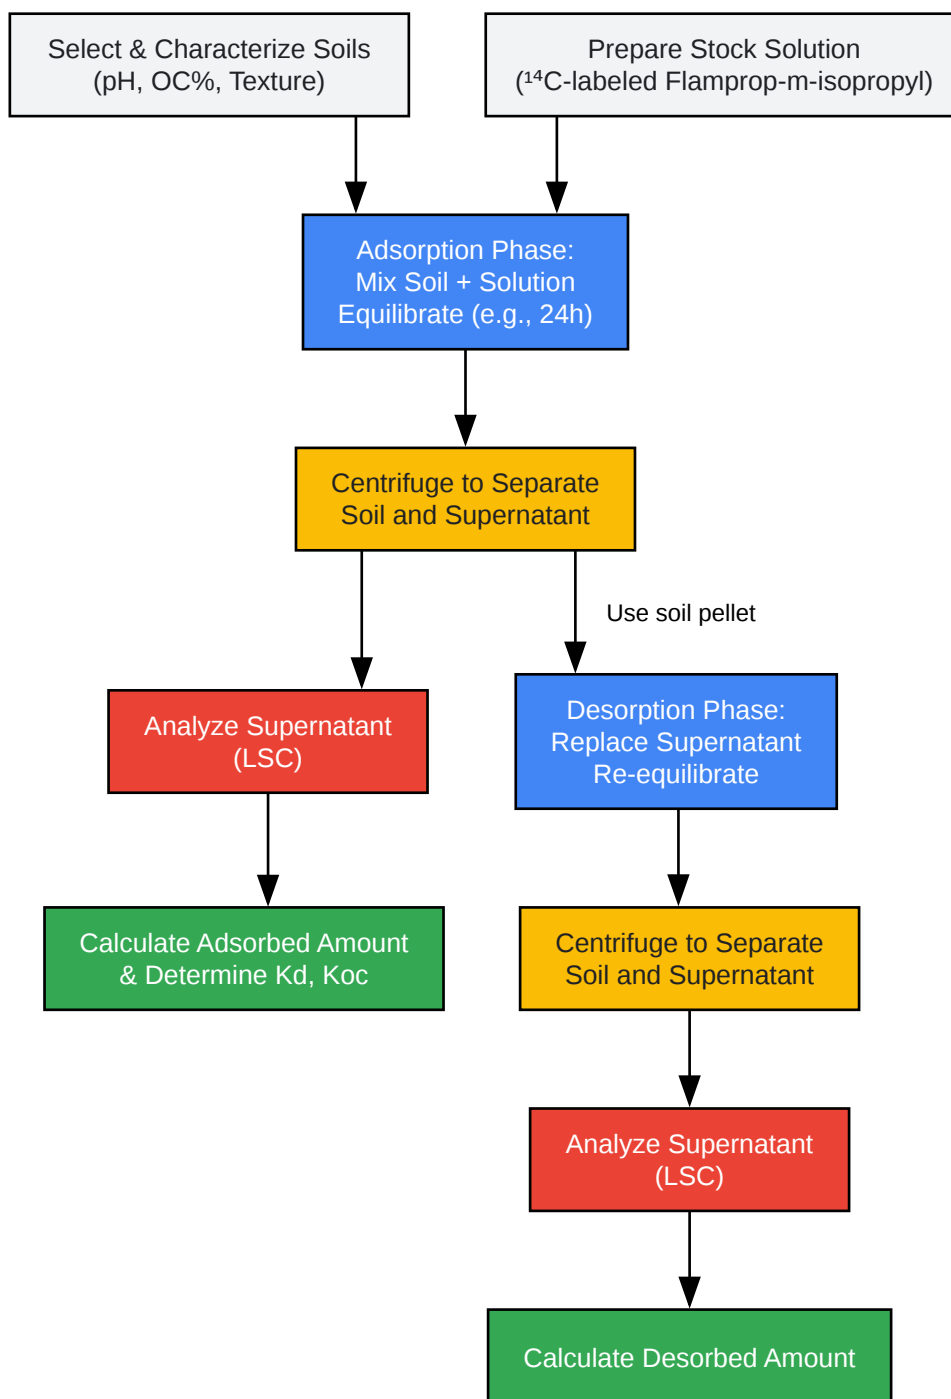 Select & Characterize Soils
(pH, OC%, Texture)
Prepare Stock Solution
(¹⁴C-labeled Flamprop-m-isopropyl)
Adsorption Phase:
Mix Soil + Solution
Equilibrate (e.g., 24h)
Centrifuge to Separate
Soil and Supernatant
Use soil pellet
Analyze Supernatant
(LSC)
Desorption Phase:
Replace Supernatant
Re-equilibrate
Calculate Adsorbed Amount
& Determine Kd, Koc
Centrifuge to Separate
Soil and Supernatant
Analyze Supernatant
(LSC)
Calculate Desorbed Amount